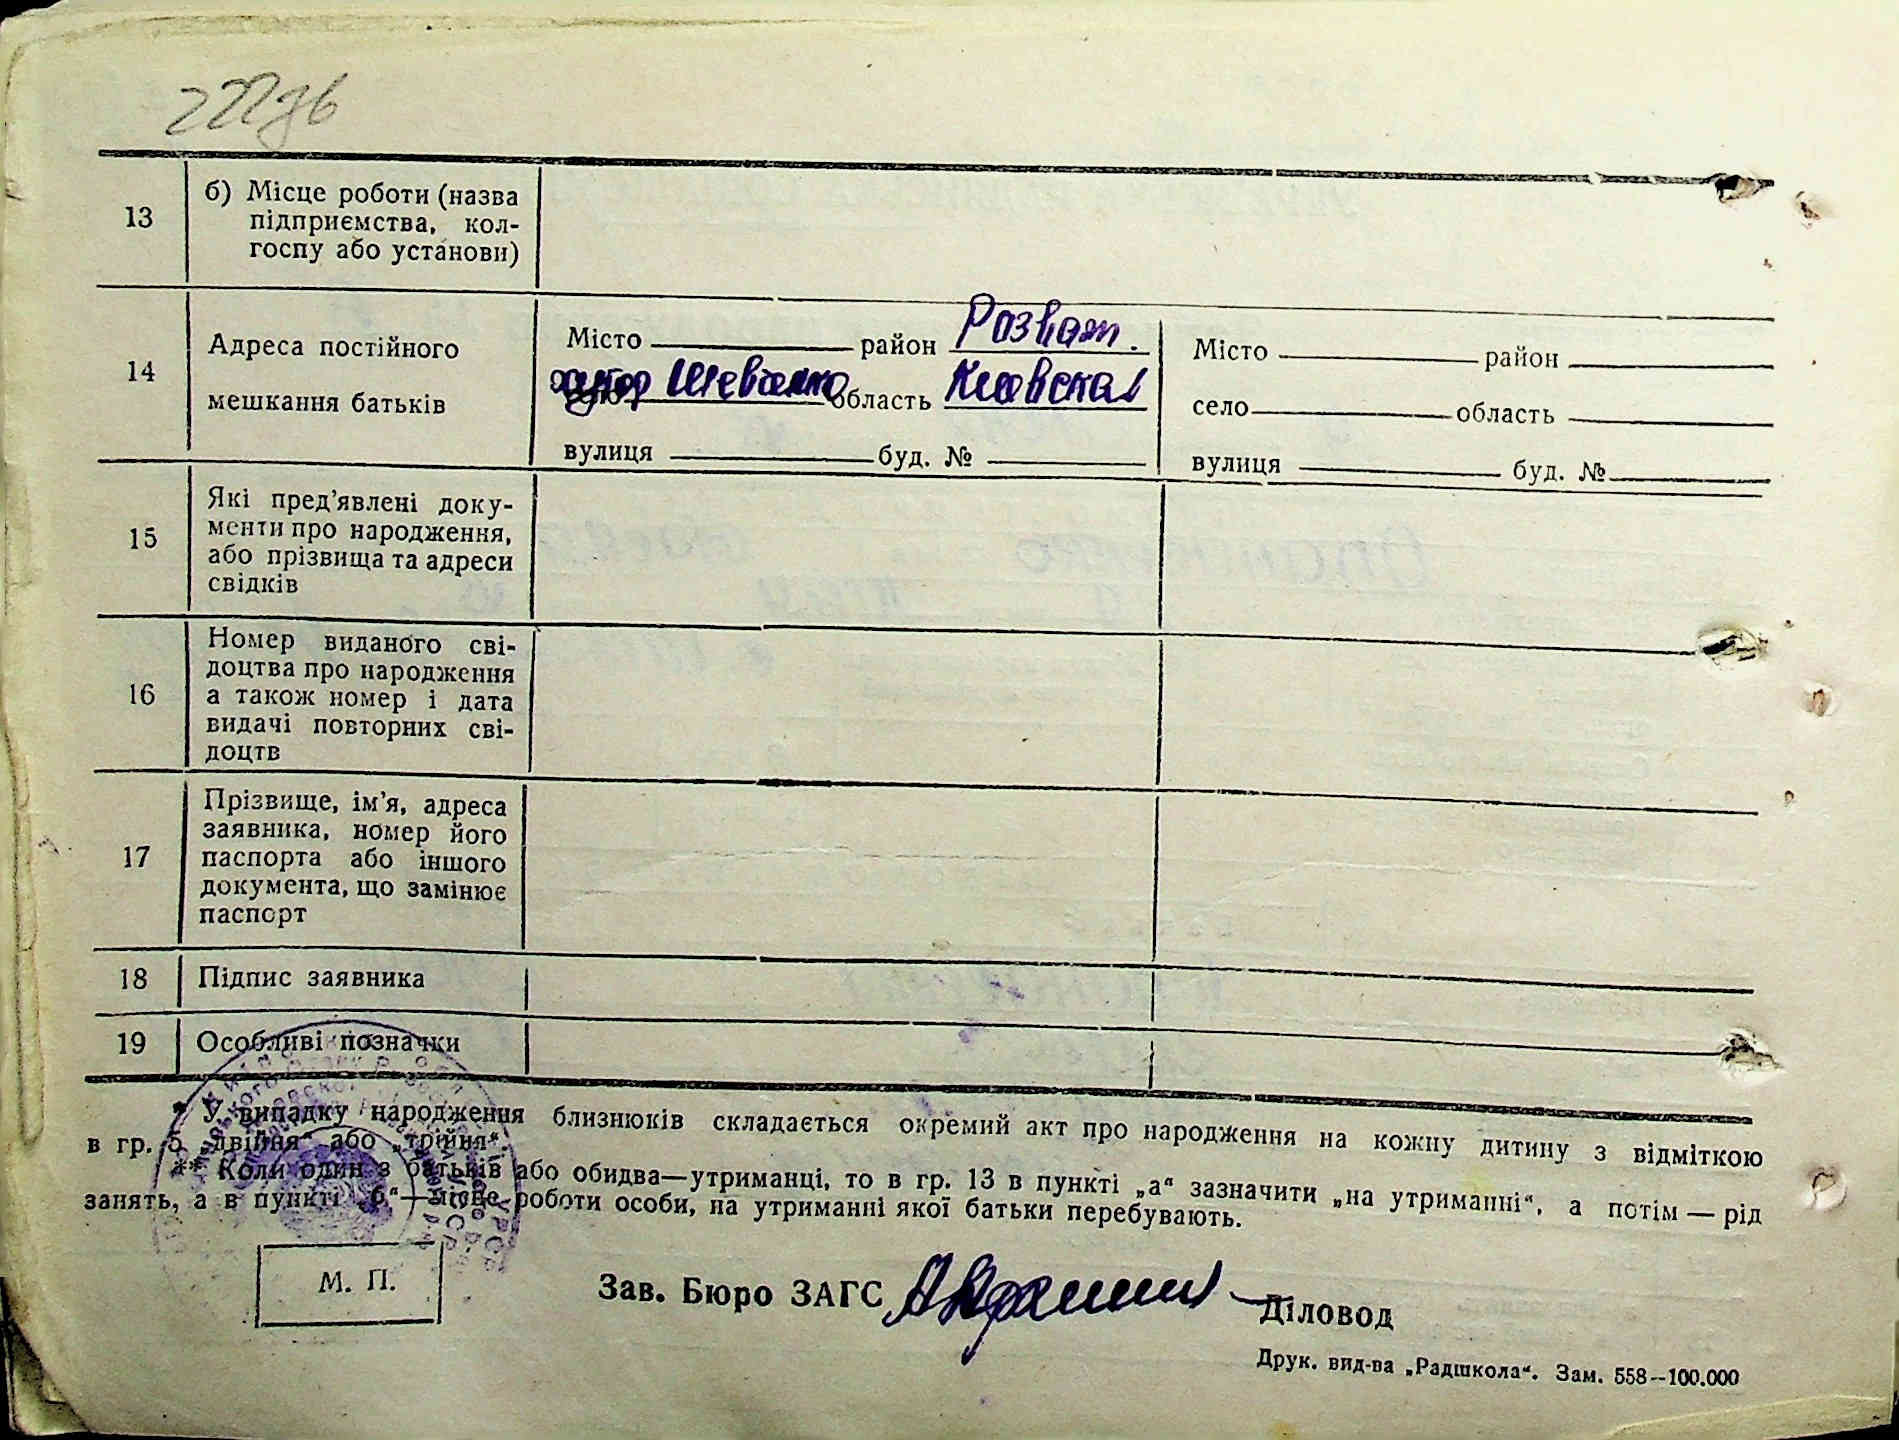 222зв
13
б) Місце роботи (назва
підприємства, кол-
госпу або установи)
14
Адреса постійного
мешкання батьків
Місто район Розваж.
хутор Шевченко область Киевская
вулиця буд. №
Місто район
село область
вулиця буд. №
15
Які пред’явлені доку-
менти про народження,
або прізвища та адреси
свідків
16
Номер виданого сві-
доцтва про народження
а також номер і дата
видачі повторних сві-
доцтв
17
Прізвище, ім’я, адреса
заявника, номер його
паспорта або іншого
документа, що замінює
паспорт
18 Підпис заявника
19 Особливі позначки
* У випадку народження близнюків складається окремий акт про народження на кожну дитину з відміткою
в гр. 5 „двійня“ або „трійня“.
** Коли один з батьків або обидва—утриманці, то в гр. 13 в пункті „а“ зазначити „на утриманні“, а потім — рід
занять, а в пункті „б“—місце роботи особи, на утриманні якої батьки перебувають.
М. П.
Зав. Бюро ЗАГС
Діловод
Друк. вид-ва „Радшкола“. Зам. 558—100.000